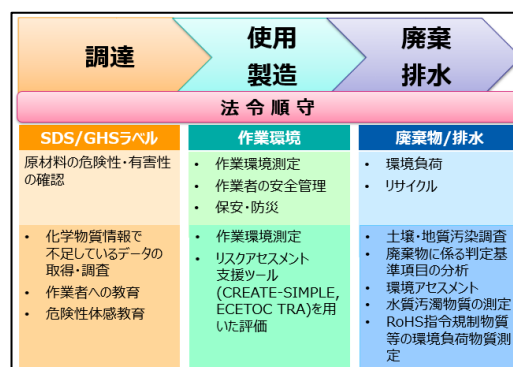 調達
使用
製造
廃棄
排水
法令順守
SDS/GHSラベル
原材料の危険性・有害性
の確認
• 化学物質情報で
不足しているデータの
取得・調査
• 作業者への教育
• 危険性体感教育
作業環境
• 作業環境測定
• 作業者の安全管理
• 保安・防災
• 作業環境測定
• リスクアセスメント
支援ツール
(CREATE-SIMPLE,
ECETOC TRA)を用
いた評価
廃棄物/排水
• 環境負荷
• リサイクル
• 土壌・地質汚染調査
• 廃棄物に係る判定基
準項目の分析
• 環境アセスメント
• 水質汚濁物質の測定
• RoHS指令規制物質
等の環境負荷物質測
定